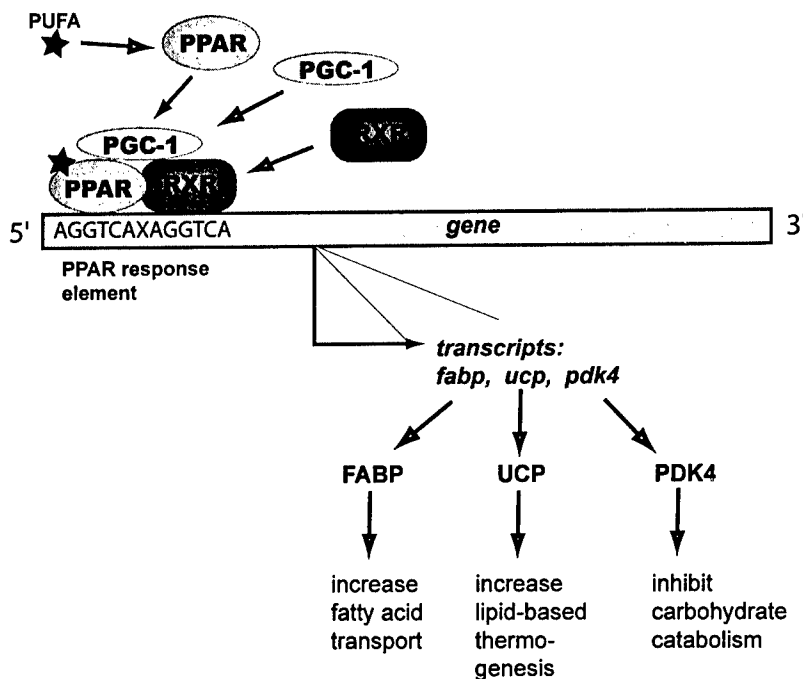 PUFA
PPAR
PGC-1
RXR
PGC-1
PPAR
RXR
5' AGGTCAXAGGTCA gene 3'
PPAR response
element
transcripts:
fabp, ucp, pdk4
FABP UCP PDK4
increase increase inhibit
fatty acid lipid-based carbohydrate
transport thermo- catabolism
genesis